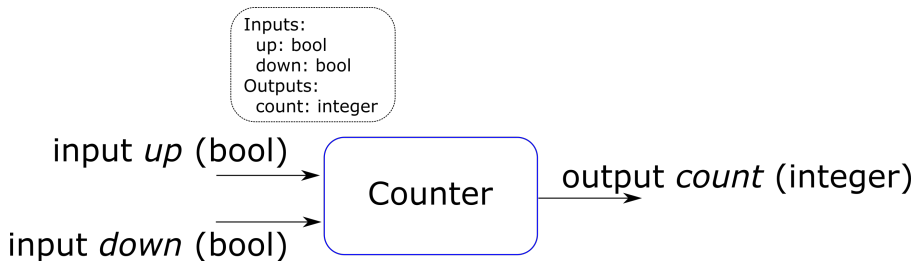 Inputs:
up: bool
down: bool
Outputs:
count: integer
input up (bool)
Counter
output count (integer)
input down (bool)